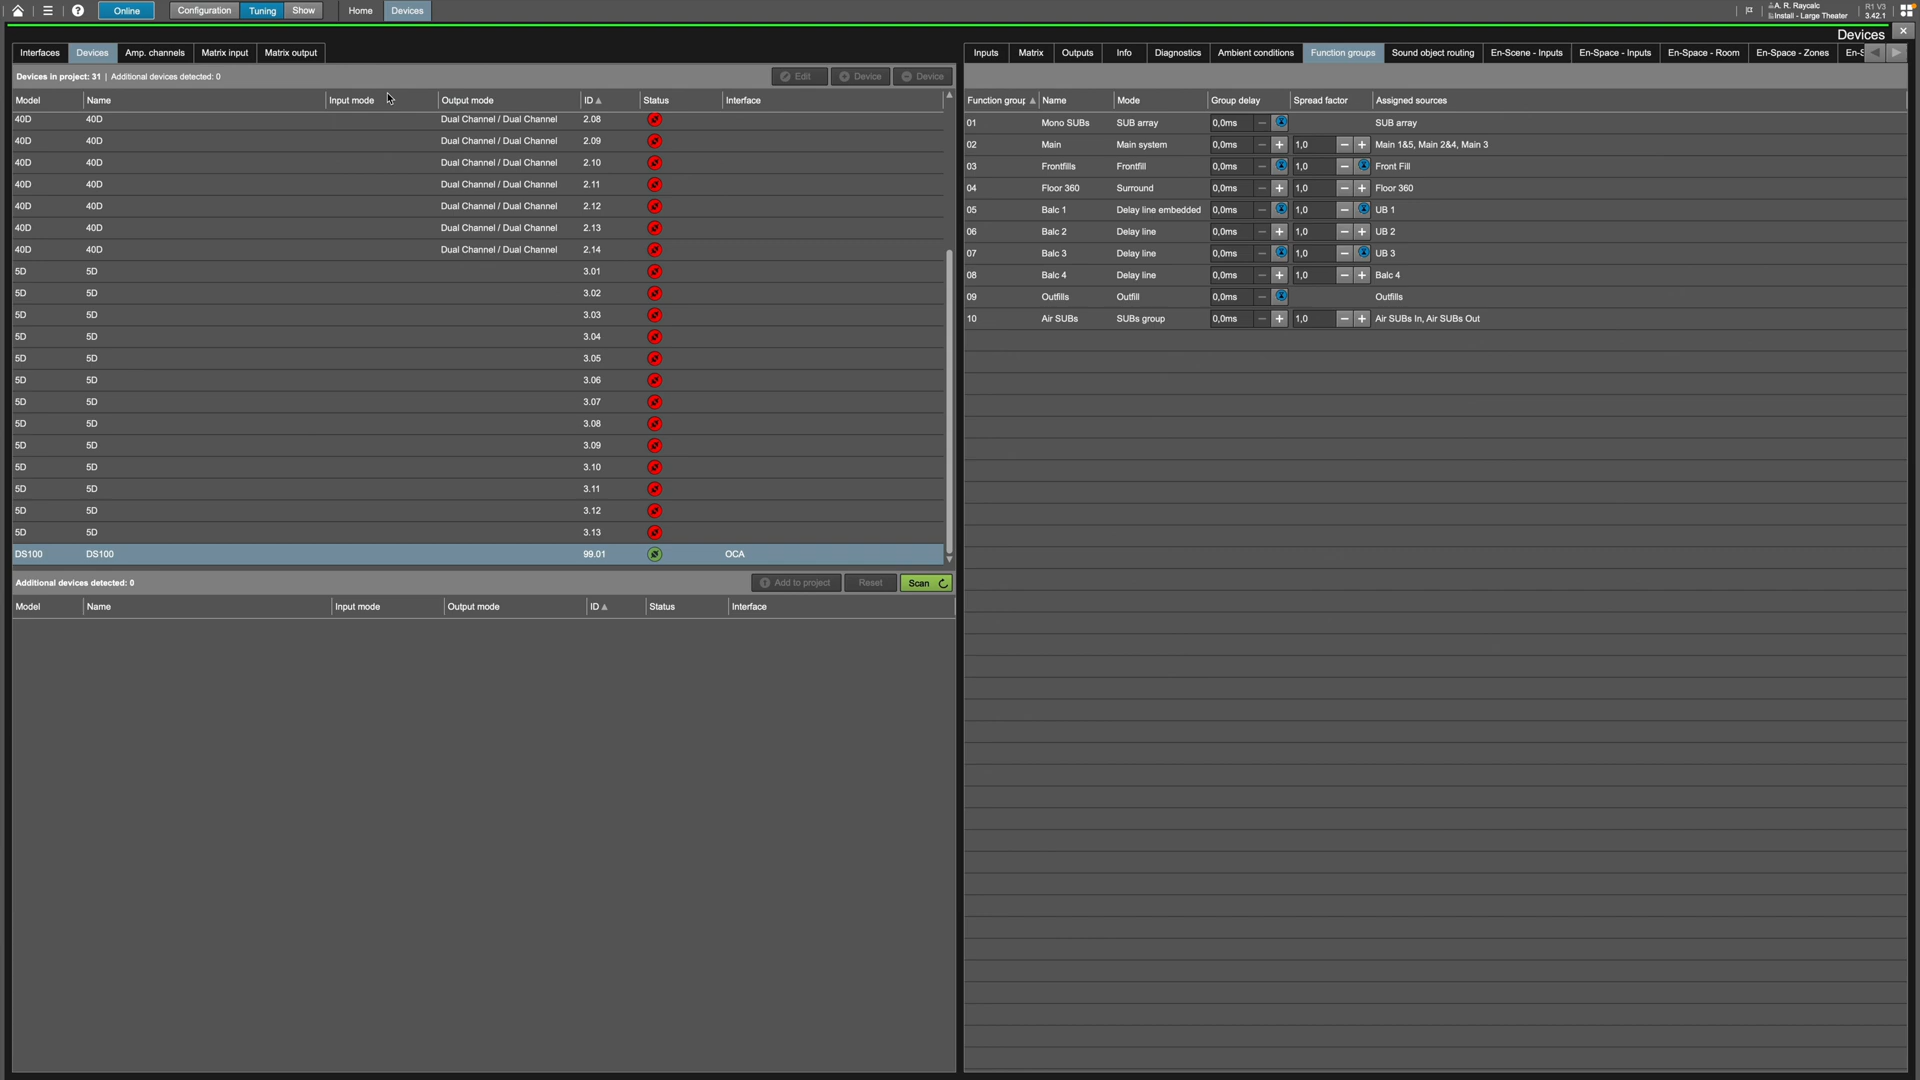 Online Configuration Tuning Show Home Devices
A. R. Raycalc R1 V3
Install - Large Theater 3.42.1
Devices
Interfaces Devices Amp. channels Matrix input Matrix output
Inputs Matrix Outputs Info Diagnostics Ambient conditions Function groups Sound object routing En-Scene - Inputs En-Space - Inputs En-Space - Room En-Space - Zones En-S
Devices in project: 31 | Additional devices detected: 0 Edit Device Device
Model Name Input mode Output mode ID Status Interface
40D 40D Dual Channel / Dual Channel 2.08
40D 40D Dual Channel / Dual Channel 2.09
40D 40D Dual Channel / Dual Channel 2.10
40D 40D Dual Channel / Dual Channel 2.11
40D 40D Dual Channel / Dual Channel 2.12
40D 40D Dual Channel / Dual Channel 2.13
40D 40D Dual Channel / Dual Channel 2.14
5D 5D 3.01
5D 5D 3.02
5D 5D 3.03
5D 5D 3.04
5D 5D 3.05
5D 5D 3.06
5D 5D 3.07
5D 5D 3.08
5D 5D 3.09
5D 5D 3.10
5D 5D 3.11
5D 5D 3.12
5D 5D 3.13
DS100 DS100 99.01 OCA
Additional devices detected: 0 Add to project Reset Scan
Model Name Input mode Output mode ID Status Interface
Function group Name Mode Group delay Spread factor Assigned sources
01 Mono SUBs SUB array 0,0ms SUB array
02 Main Main system 0,0ms 1,0 Main 1&5, Main 2&4, Main 3
03 Frontfills Frontfill 0,0ms 1,0 Front Fill
04 Floor 360 Surround 0,0ms 1,0 Floor 360
05 Balc 1 Delay line embedded 0,0ms 1,0 UB 1
06 Balc 2 Delay line 0,0ms 1,0 UB 2
07 Balc 3 Delay line 0,0ms 1,0 UB 3
08 Balc 4 Delay line 0,0ms 1,0 Balc 4
09 Outfills Outfill 0,0ms Outfills
10 Air SUBs SUBs group 0,0ms 1,0 Air SUBs In, Air SUBs Out